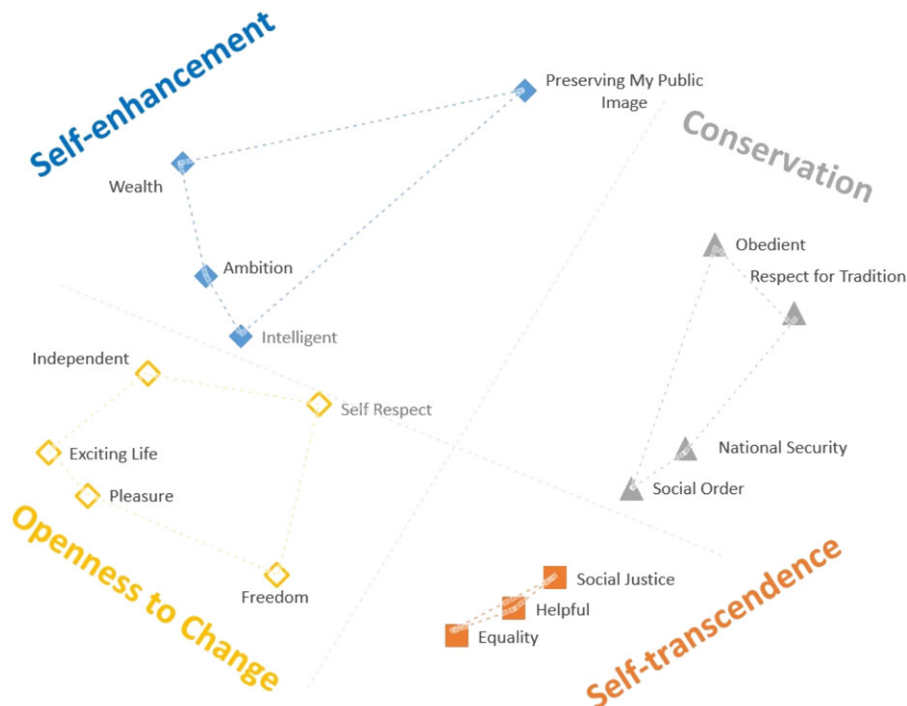 Self-enhancement
Preserving My Public
Image
Conservation
Wealth
Obedient
Ambition
Respect for Tradition
Intelligent
Independent
Self Respect
Exciting Life
National Security
Pleasure
Social Order
Openness to Change
Freedom
Social Justice
Helpful
Equality
Self-transcendence